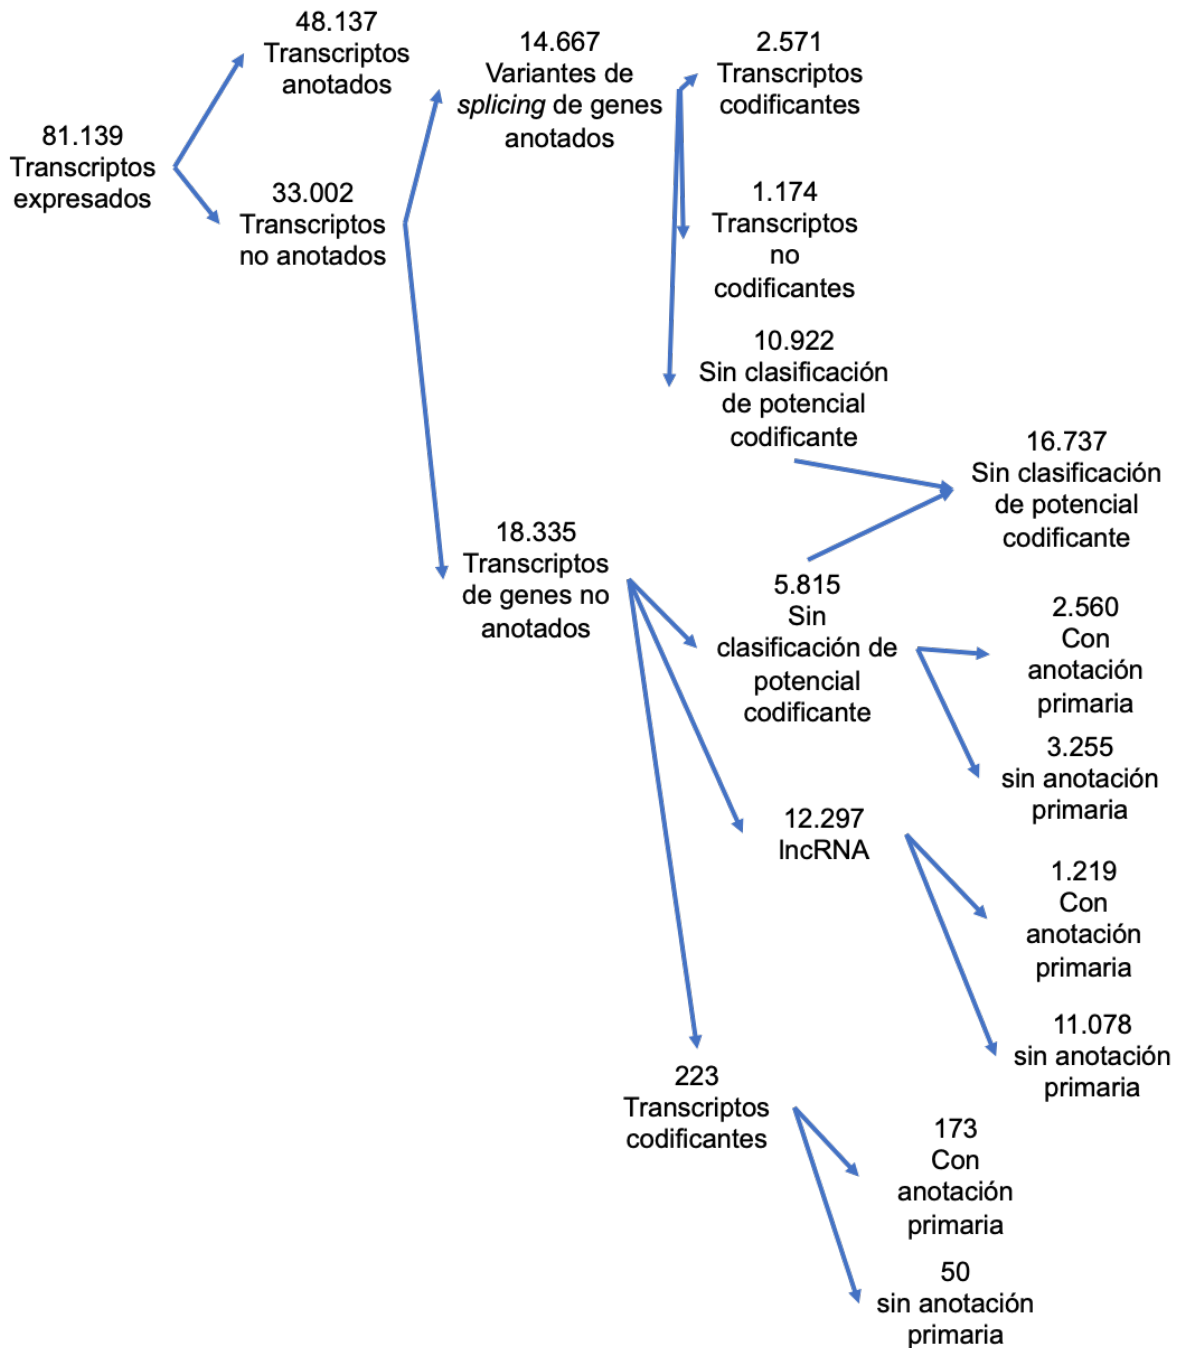 48.137
Transcriptos
anotados
81.139
Transcriptos
expresados
33.002
Transcriptos
no anotados
14.667
Variantes de
splicing de genes
anotados
2.571
Transcriptos
codificantes
1.174
Transcriptos
no
codificantes
10.922
Sin clasificación
de potencial
codificante
16.737
Sin clasificación
de potencial
codificante
18.335
Transcriptos
de genes no
anotados
5.815
Sin
clasificación de
potencial
codificante
2.560
Con
anotación
primaria
3.255
sin anotación
primaria
12.297
lncRNA
1.219
Con
anotación
primaria
11.078
sin anotación
primaria
223
Transcriptos
codificantes
173
Con
anotación
primaria
50
sin anotación
primaria